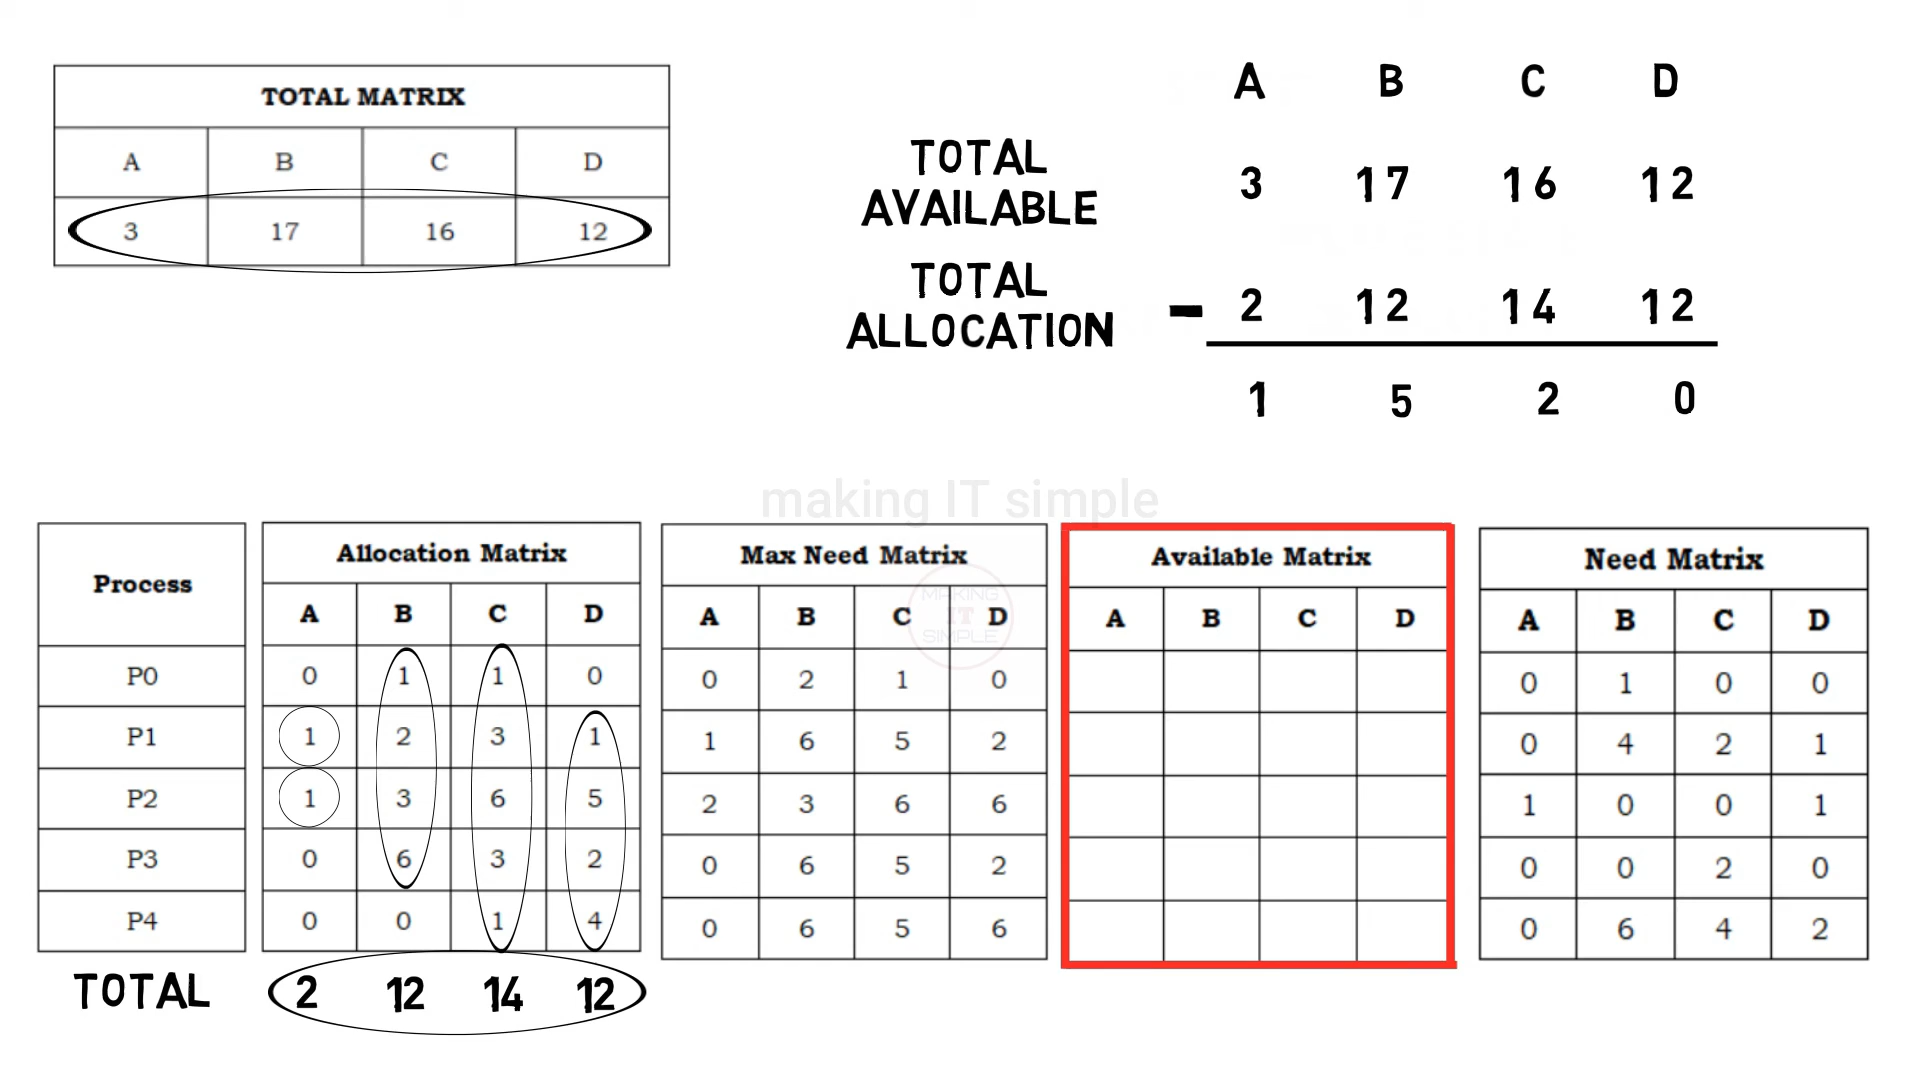 TOTAL MATRIX
A B C D
3 17 16 12
A B C D
TOTAL AVAILABLE 3 17 16 12
TOTAL ALLOCATION - 2 12 14 12
1 5 2 0
making IT simple
MAKING IT SIMPLE
Process
P0
P1
P2
P3
P4
TOTAL
Allocation Matrix
A B C D
0 1 1 0
1 2 3 1
1 3 6 5
0 6 3 2
0 0 1 4
2 12 14 12
Max Need Matrix
A B C D
0 2 1 0
1 6 5 2
2 3 6 6
0 6 5 2
0 6 5 6
Available Matrix
A B C D
Need Matrix
A B C D
0 1 0 0
0 4 2 1
1 0 0 1
0 0 2 0
0 6 4 2